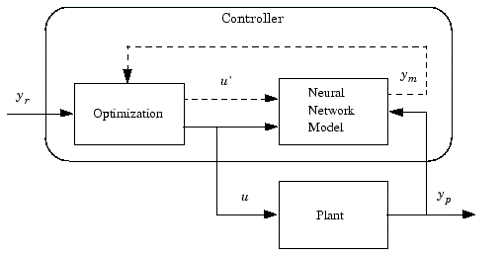 Controller
y_r
Optimization
u'
Neural
Network
Model
y_m
u
Plant
y_p